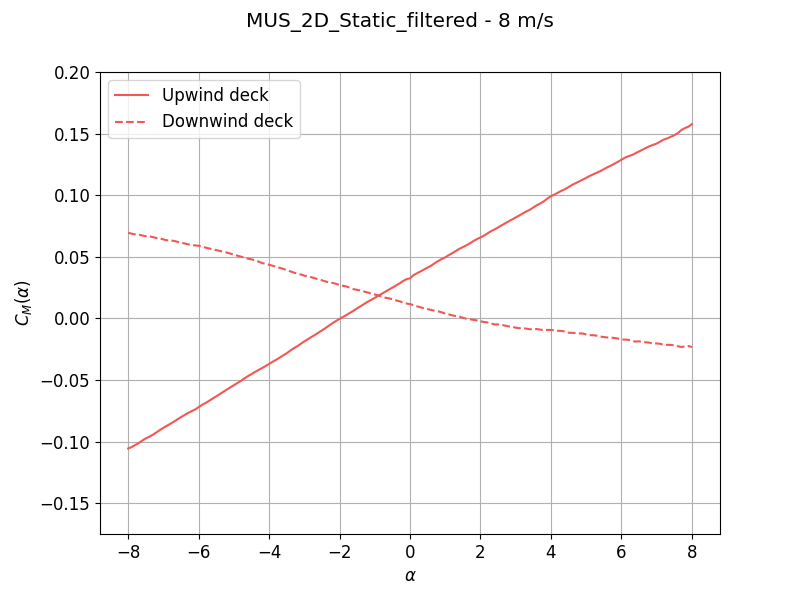 MUS_2D_Static_filtered - 8 m/s
Upwind deck
Downwind deck
0.20
0.15
0.10
0.05
0.00
−0.05
−0.10
−0.15
C_M(α)
−8 −6 −4 −2 0 2 4 6 8
α